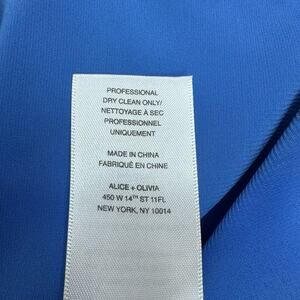 PROFESSIONAL
DRY CLEAN ONLY/
NETTOYAGE À SEC
PROFESSIONNEL
UNIQUEMENT
MADE IN CHINA
FABRIQUÉ EN CHINE
ALICE + OLIVIA
450 W 14TH ST 11FL
NEW YORK, NY 10014